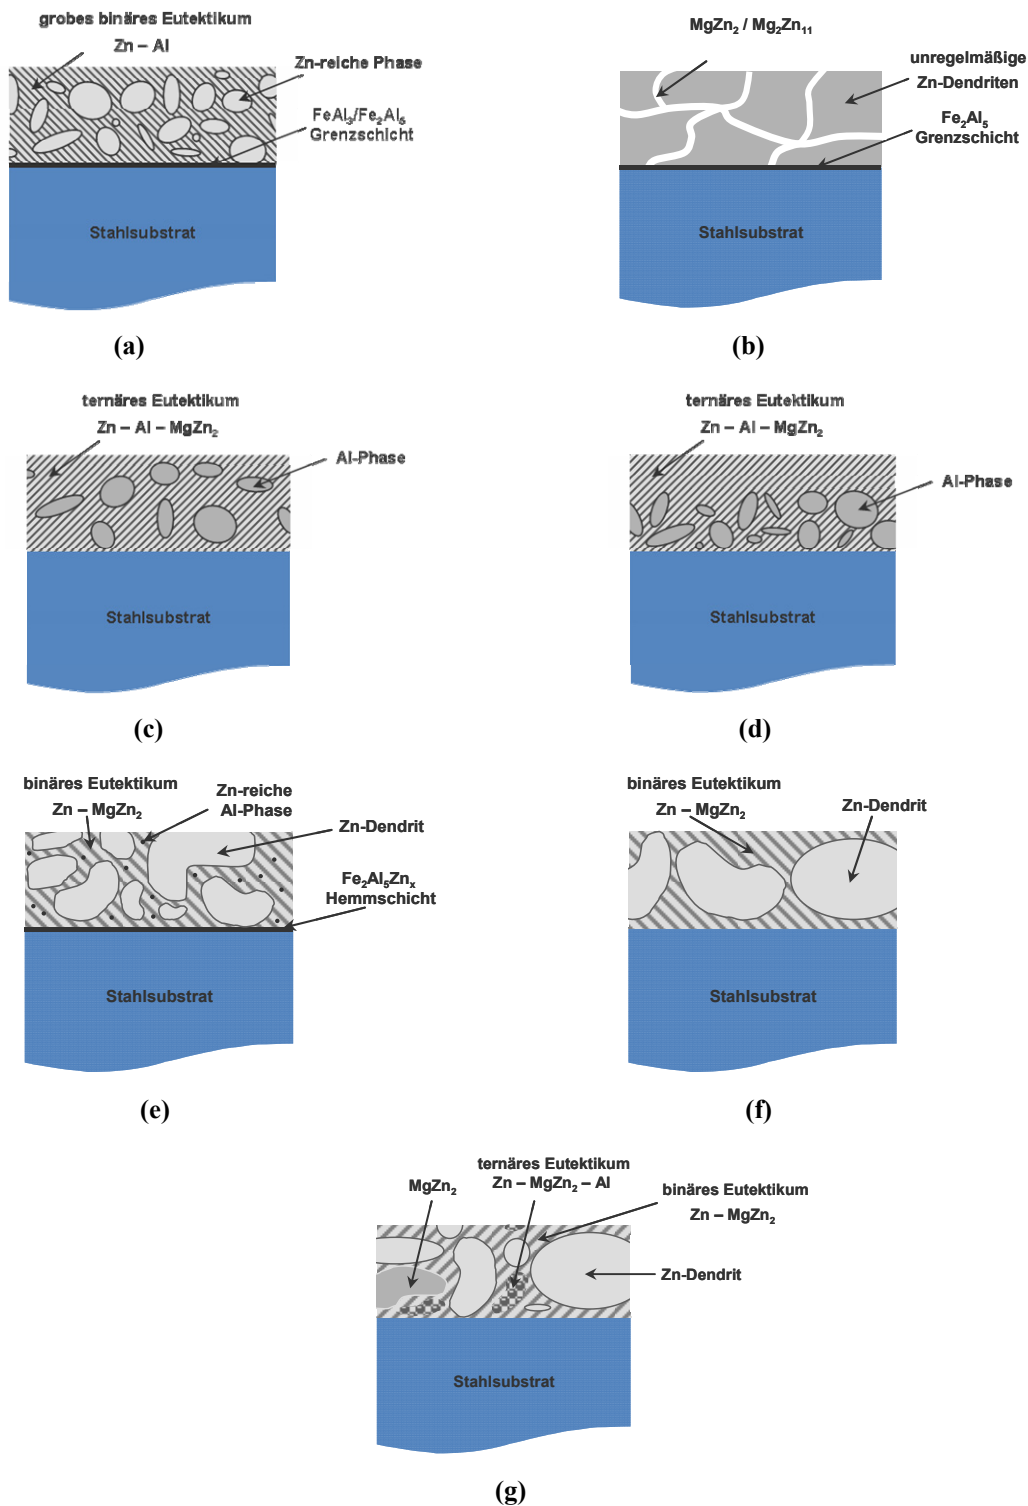 grobes binäres Eutektikum
Zn – Al
Zn-reiche Phase
FeAl₃/Fe₂Al₅
Grenzschicht
Stahlsubstrat
(a)
MgZn₂ / Mg₂Zn₁₁
unregelmäßige
Zn-Dendriten
Fe₂Al₅
Grenzschicht
Stahlsubstrat
(b)
ternäres Eutektikum
Zn – Al – MgZn₂
Al-Phase
Stahlsubstrat
(c)
ternäres Eutektikum
Zn – Al – MgZn₂
Al-Phase
Stahlsubstrat
(d)
binäres Eutektikum
Zn – MgZn₂
Zn-reiche
Al-Phase
Zn-Dendrit
Fe₂Al₅Znₓ
Hemmschicht
Stahlsubstrat
(e)
binäres Eutektikum
Zn – MgZn₂
Zn-Dendrit
Stahlsubstrat
(f)
MgZn₂
ternäres Eutektikum
Zn – MgZn₂ – Al
binäres Eutektikum
Zn – MgZn₂
Zn-Dendrit
Stahlsubstrat
(g)